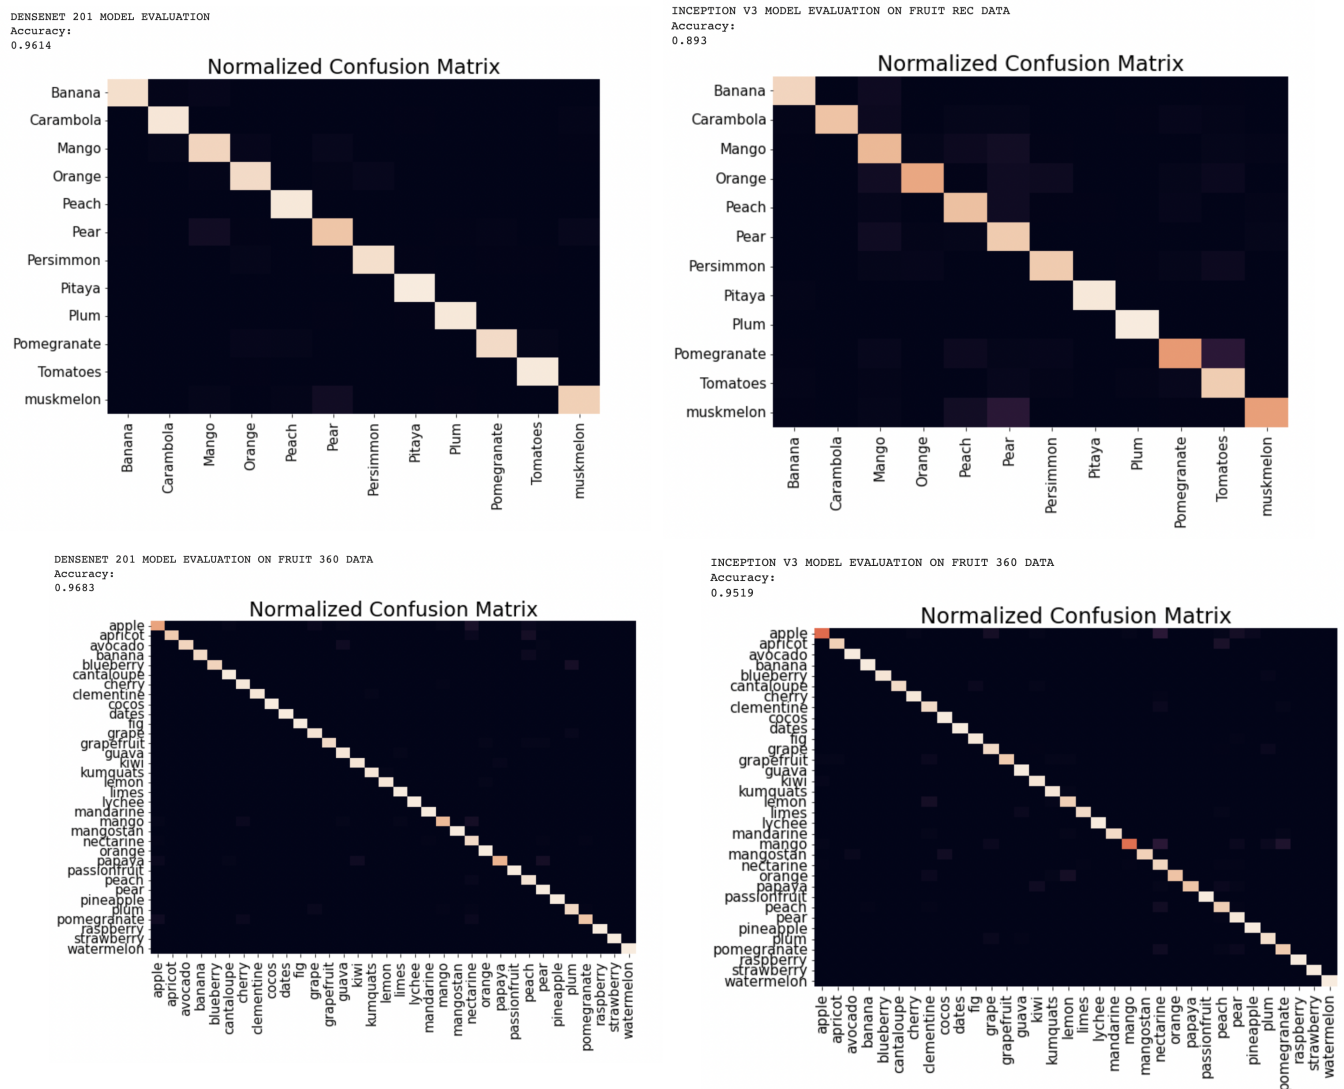 DENSENET 201 MODEL EVALUATION
Accuracy:
0.9614
Normalized Confusion Matrix
Banana
Carambola
Mango
Orange
Peach
Pear
Persimmon
Pitaya
Plum
Pomegranate
Tomatoes
muskmelon
Banana
Carambola
Mango
Orange
Peach
Pear
Persimmon
Pitaya
Plum
Pomegranate
Tomatoes
muskmelon
INCEPTION V3 MODEL EVALUATION ON FRUIT REC DATA
Accuracy:
0.893
Normalized Confusion Matrix
Banana
Carambola
Mango
Orange
Peach
Pear
Persimmon
Pitaya
Plum
Pomegranate
Tomatoes
muskmelon
Banana
Carambola
Mango
Orange
Peach
Pear
Persimmon
Pitaya
Plum
Pomegranate
Tomatoes
muskmelon
DENSENET 201 MODEL EVALUATION ON FRUIT 360 DATA
Accuracy:
0.9683
Normalized Confusion Matrix
apple
apricot
avocado
banana
blueberry
cantaloupe
cherry
clementine
cocos
dates
fig
grape
grapefruit
guava
kiwi
kumquats
lemon
limes
lychee
mandarine
mango
mangostan
nectarine
orange
papaya
passionfruit
peach
pear
pineapple
plum
pomegranate
raspberry
strawberry
watermelon
apple
apricot
avocado
banana
blueberry
cantaloupe
cherry
clementine
cocos
dates
fig
grape
grapefruit
guava
kiwi
kumquats
lemon
limes
lychee
mandarine
mango
mangostan
nectarine
orange
papaya
passionfruit
peach
pear
pineapple
plum
pomegranate
raspberry
strawberry
watermelon
INCEPTION V3 MODEL EVALUATION ON FRUIT 360 DATA
Accuracy:
0.9519
Normalized Confusion Matrix
apple
apricot
avocado
banana
blueberry
cantaloupe
cherry
clementine
cocos
dates
fig
grape
grapefruit
guava
kiwi
kumquats
lemon
limes
lychee
mandarine
mango
mangostan
nectarine
orange
papaya
passionfruit
peach
pear
pineapple
plum
pomegranate
raspberry
strawberry
watermelon
apple
apricot
avocado
banana
blueberry
cantaloupe
cherry
clementine
cocos
dates
fig
grape
grapefruit
guava
kiwi
kumquats
lemon
limes
lychee
mandarine
mango
mangostan
nectarine
orange
papaya
passionfruit
peach
pear
pineapple
plum
pomegranate
raspberry
strawberry
watermelon